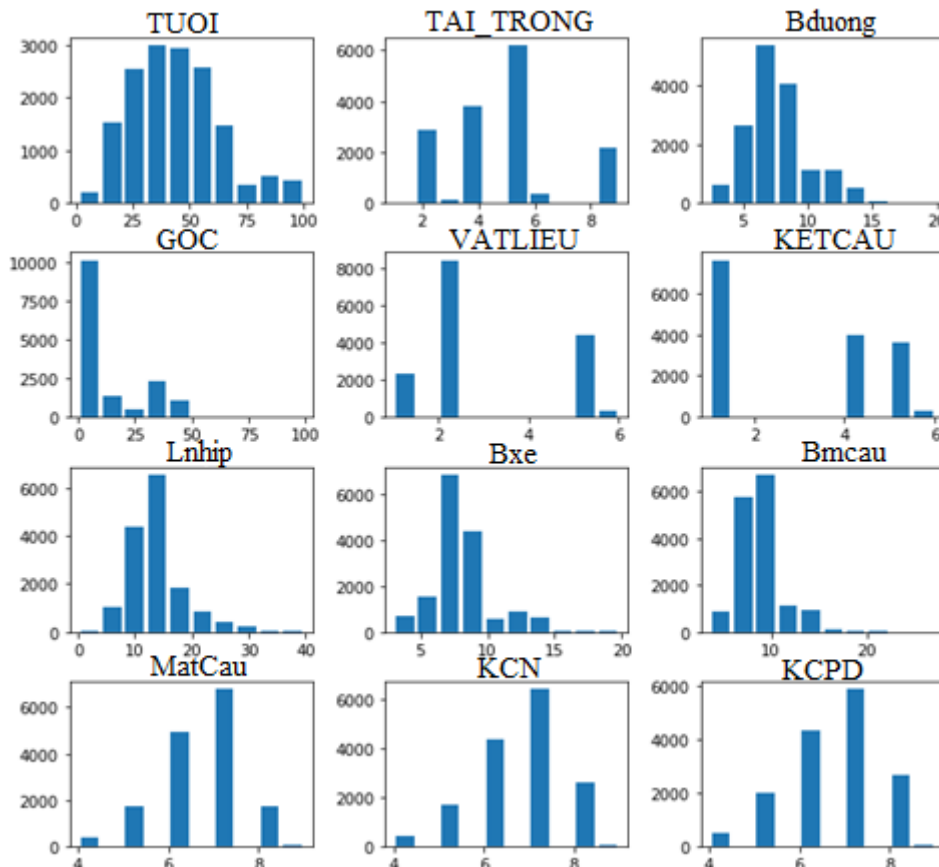 TUOI TAI_TRONG Bduong
3000 6000 4000
2000 4000 2000
1000 2000
0 0 0
0 25 50 75 100 2 4 6 8 5 10 15 20
GOC VATLIEU KETCAU
10000 8000 6000
7500 6000 4000
5000 4000 2000
2500 2000
0 0 0
0 25 50 75 100 2 4 6 2 4 6
Lnhip Bxe Bmcau
6000 6000 6000
4000 4000 4000
2000 2000 2000
0 0 0
0 10 20 30 40 5 10 15 20 10 20
MatCau KCN KCPD
6000 6000 6000
4000 4000 4000
2000 2000 2000
0 0 0
4 6 8 4 6 8 4 6 8